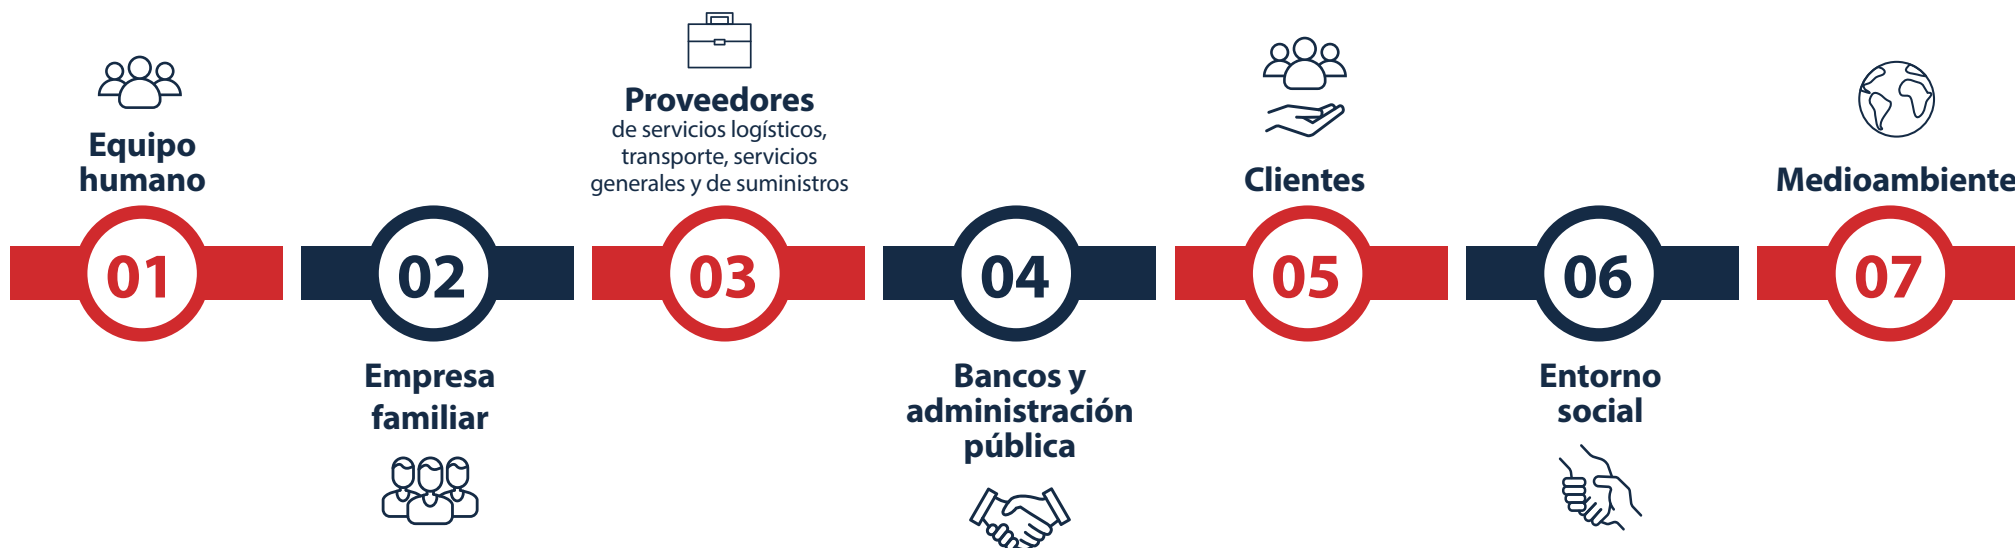 Equipo
humano
01
02
Empresa
familiar
Proveedores
de servicios logísticos,
transporte, servicios
generales y de suministros
03
04
Bancos y
administración
pública
Clientes
05
06
Entorno
social
Medioambiente
07